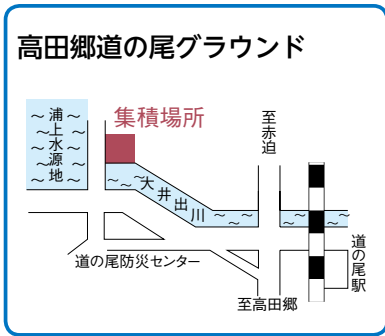 高田郷道の尾グラウンド
集積場所
浦上水源地
至赤迫
大井出川
道の尾駅
道の尾防災センター
至高田郷